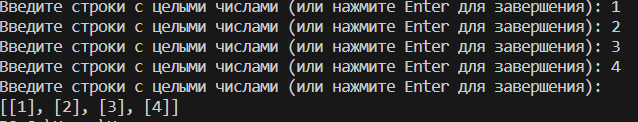 Введите строки с целыми числами (или нажмите Enter для завершения): 1
Введите строки с целыми числами (или нажмите Enter для завершения): 2
Введите строки с целыми числами (или нажмите Enter для завершения): 3
Введите строки с целыми числами (или нажмите Enter для завершения): 4
Введите строки с целыми числами (или нажмите Enter для завершения):
[[1], [2], [3], [4]]